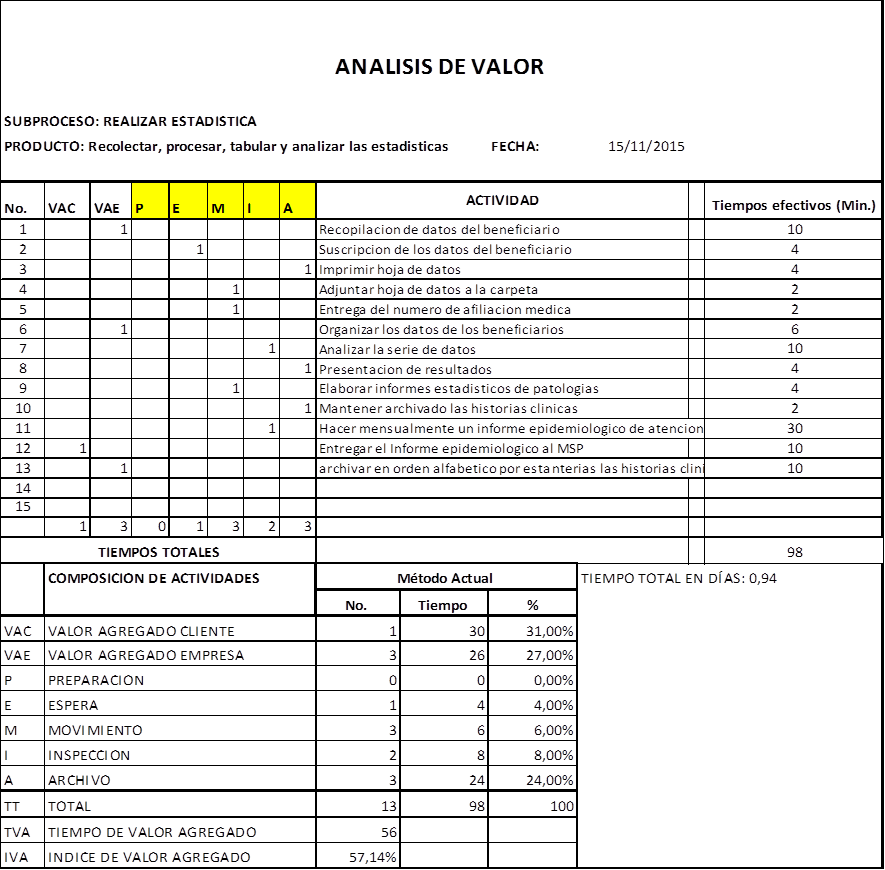 ANALISIS DE VALOR
SUBPROCESO: REALIZAR ESTADISTICA
PRODUCTO: Recolectar, procesar, tabular y analizar las estadisticas FECHA: 15/11/2015
No. VAC VAE P E M I A ACTIVIDAD Tiempos efectivos (Min.)
1 1 Recopilacion de datos del beneficiario 10
2 1 Suscripcion de los datos del beneficiario 4
3 1 Imprimir hoja de datos 4
4 1 Adjuntar hoja de datos a la carpeta 2
5 1 Entrega del numero de afiliacion medica 2
6 1 Organizar los datos de los beneficiarios 6
7 1 Analizar la serie de datos 10
8 1 Presentacion de resultados 4
9 1 Elaborar informes estadisticos de patologias 4
10 1 Mantener archivado las historias clinicas 2
11 1 Hacer mensualmente un informe epidemiologico de atencion 30
12 1 Entregar el Informe epidemiologico al MSP 10
13 1 archivar en orden alfabetico por estanterias las historias clini 10
14
15
1 3 0 1 3 2 3
TIEMPOS TOTALES 98
COMPOSICION DE ACTIVIDADES Método Actual TIEMPO TOTAL EN DÍAS: 0,94
No. Tiempo %
VAC VALOR AGREGADO CLIENTE 1 30 31,00%
VAE VALOR AGREGADO EMPRESA 3 26 27,00%
P PREPARACION 0 0 0,00%
E ESPERA 1 4 4,00%
M MOVIMIENTO 3 6 6,00%
I INSPECCION 2 8 8,00%
A ARCHIVO 3 24 24,00%
TT TOTAL 13 98 100
TVA TIEMPO DE VALOR AGREGADO 56
IVA INDICE DE VALOR AGREGADO 57,14%